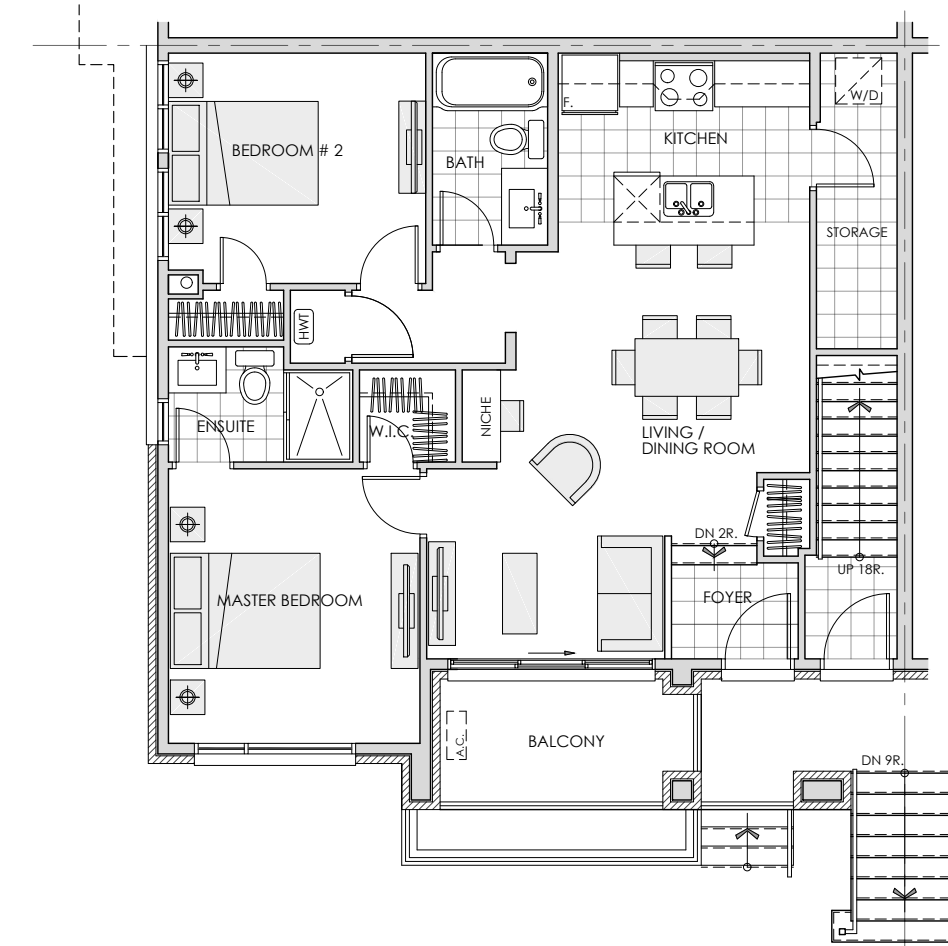 W/D
F.
KITCHEN
BEDROOM # 2
BATH
STORAGE
HWT
NICHE
ENSUITE
W.I.C.
LIVING /
DINING ROOM
DN 2R.
UP 18R.
FOYER
MASTER BEDROOM
BALCONY
A.C.
DN 9R.